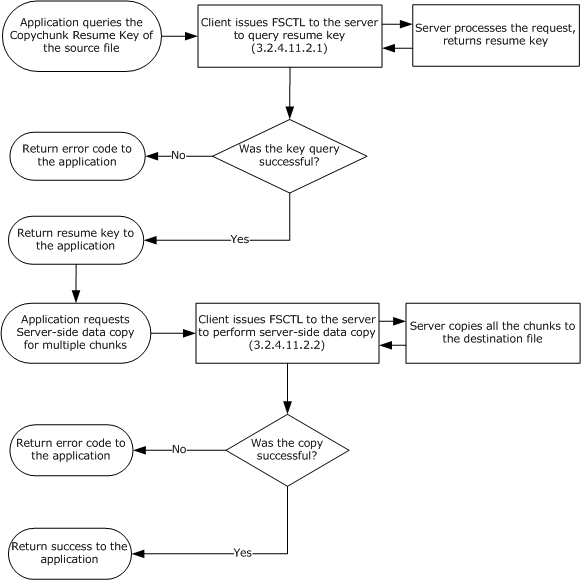 Application queries the
Copychunk Resume Key of
the source file
Client issues FSCTL to the server
to query resume key
(3.2.4.11.2.1)
Server processes the request,
returns resume key
Was the key query
successful?
No
Return error code to
the application
Yes
Return resume key to
the application
Application requests
Server-side data copy
for multiple chunks
Client issues FSCTL to the server
to perform server-side data copy
(3.2.4.11.2.2)
Server copies all the chunks to
the destination file
Was the copy
successful?
No
Return error code to
the application
Yes
Return success to the
application